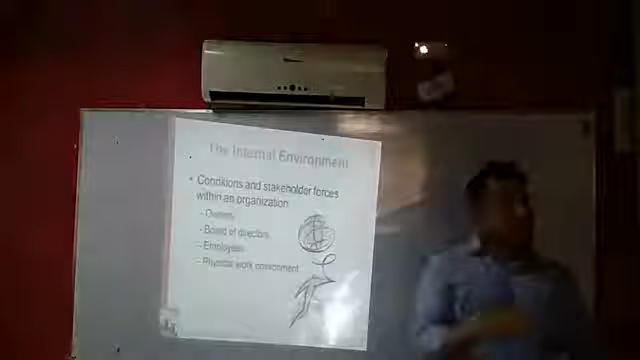 The Internal Environment
• Conditions and stakeholder forces
within an organization
– Owners
– Board of directors
– Employees
– Physical work environment